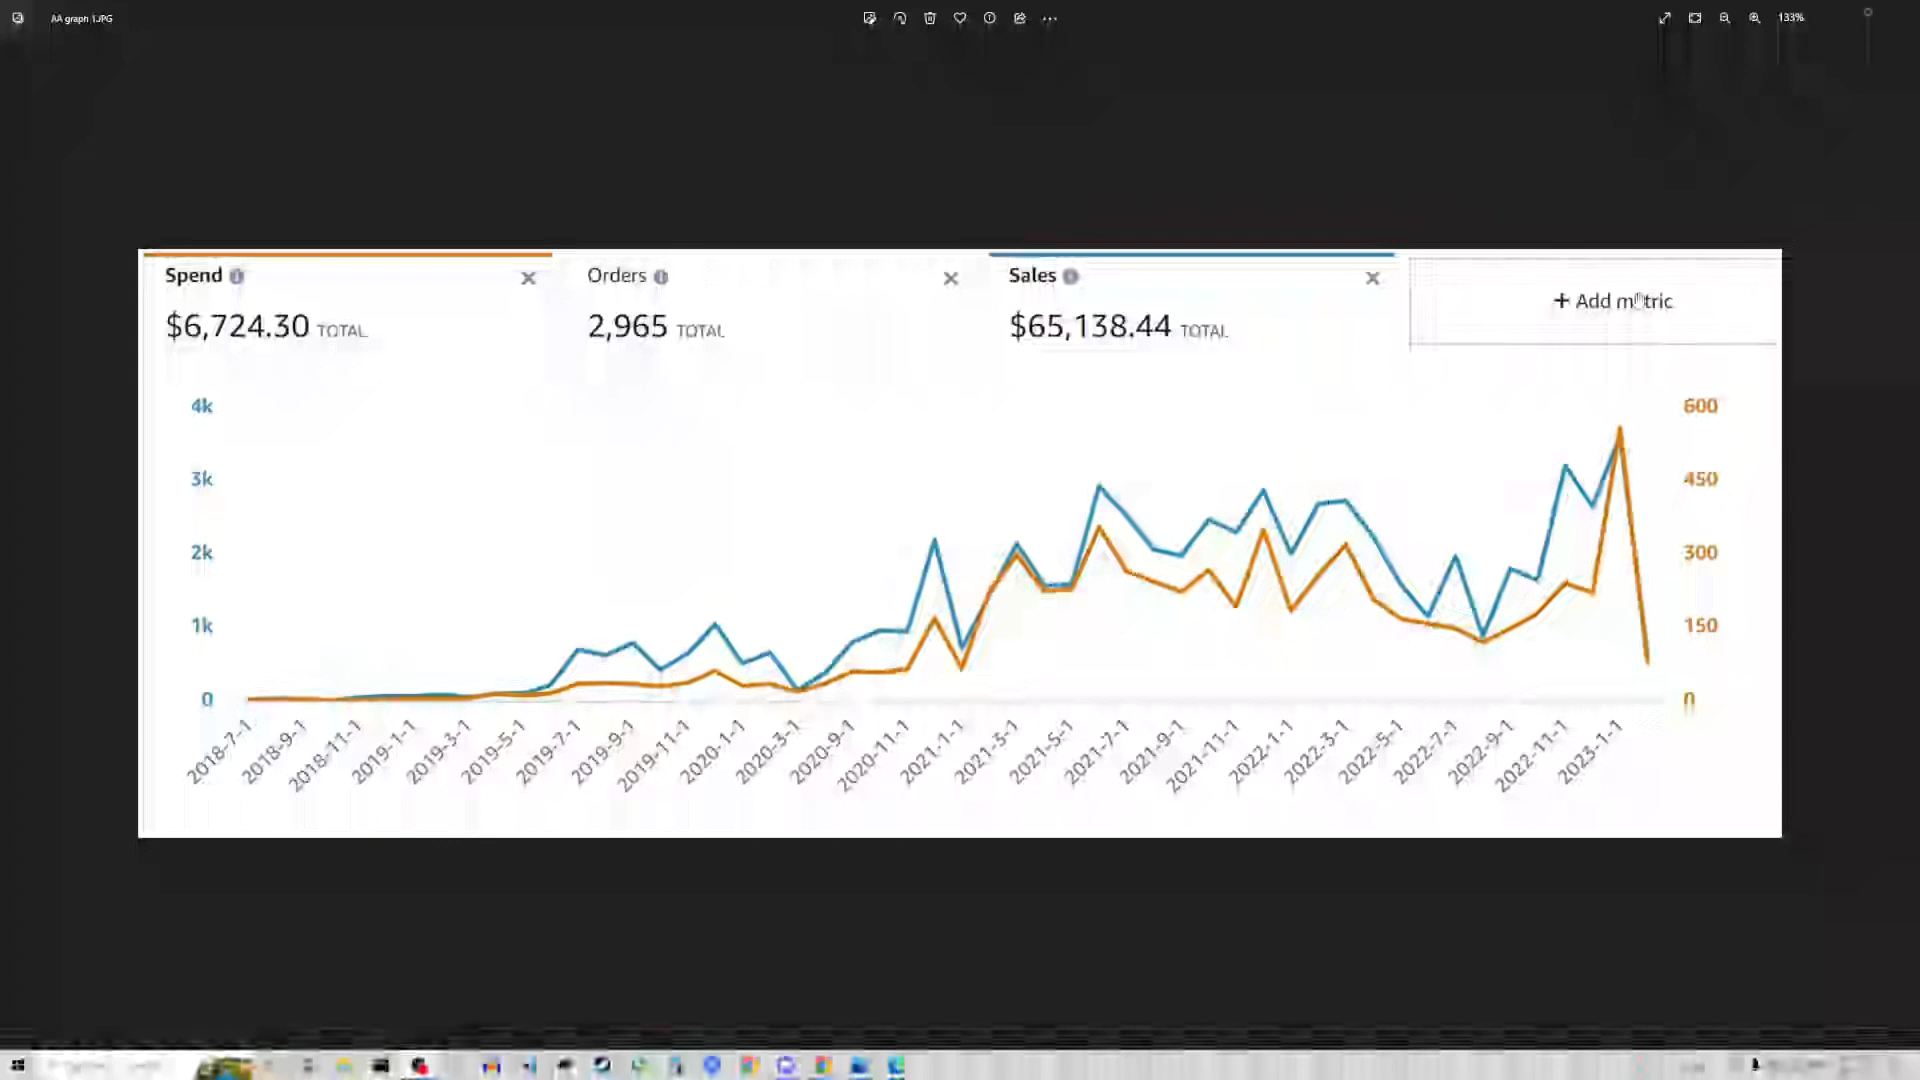 AA graph 1.JPG
133%
Spend
Orders
Sales
+ Add metric
$6,724.30 TOTAL
2,965 TOTAL
$65,138.44 TOTAL
4k
600
3k
450
2k
300
1k
150
0
0
2018-7-1
2018-9-1
2018-11-1
2019-1-1
2019-3-1
2019-5-1
2019-7-1
2019-9-1
2019-11-1
2020-1-1
2020-3-1
2020-9-1
2020-11-1
2021-1-1
2021-3-1
2021-5-1
2021-7-1
2021-9-1
2021-11-1
2022-1-1
2022-3-1
2022-5-1
2022-7-1
2022-9-1
2022-11-1
2023-1-1